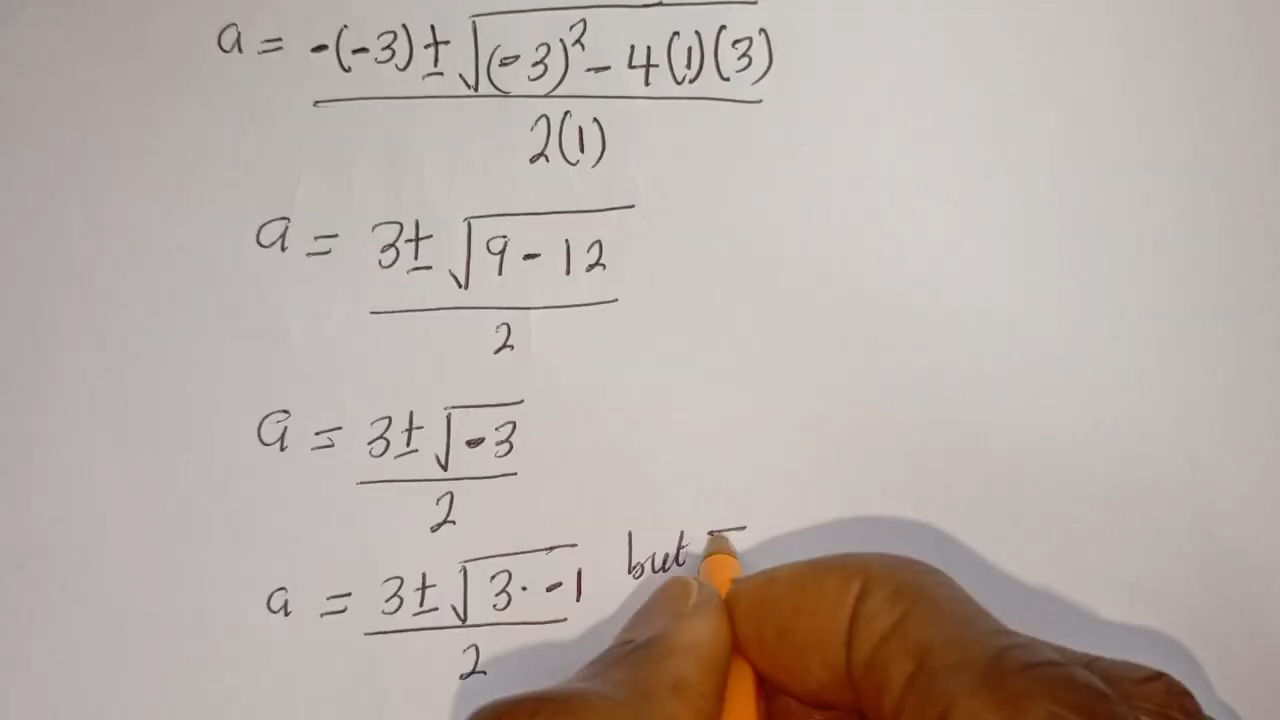 a = -(-3) ± √(-3)² - 4(1)(3)
2(1)
a = 3 ± √9 - 12
2
a = 3 ± √-3
2
a = 3 ± √3 · -1 but
2